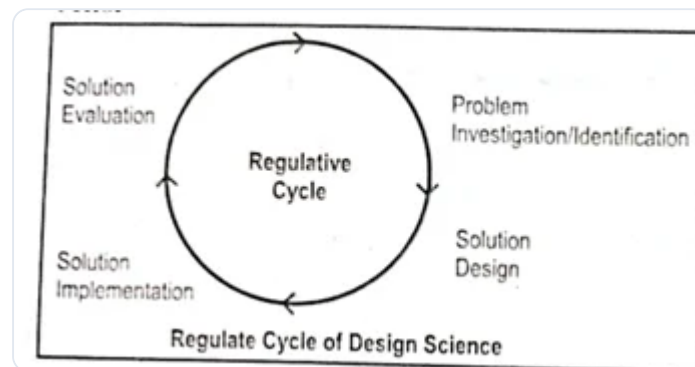 Solution
Evaluation
Problem
Investigation/Identification
Regulative
Cycle
Solution
Design
Solution
Implementation
Regulate Cycle of Design Science